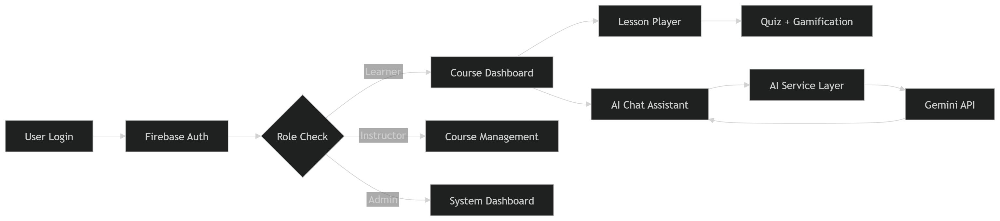 Lesson Player
Quiz + Gamification
Learner
Course Dashboard
AI Service Layer
AI Chat Assistant
Gemini API
User Login
Firebase Auth
Role Check
Instructor
Course Management
Admin
System Dashboard